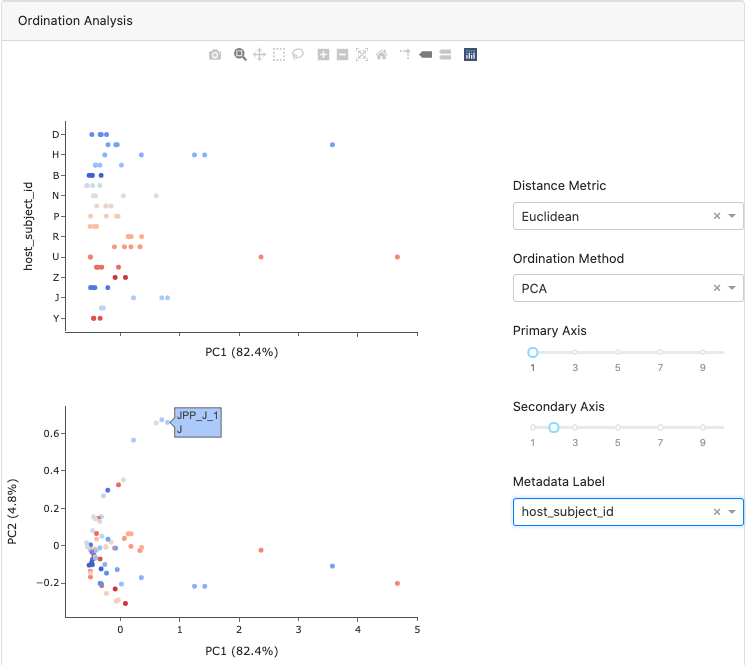 Ordination Analysis
host_subject_id
D
H
B
N
P
R
U
Z
J
Y
PC1 (82.4%)
Distance Metric
Euclidean
Ordination Method
PCA
Primary Axis
1 3 5 7 9
Secondary Axis
1 3 5 7 9
Metadata Label
host_subject_id
PC2 (4.8%)
0.6
0.4
0.2
0
−0.2
JPP_J_1
J
0 1 2 3 4 5
PC1 (82.4%)